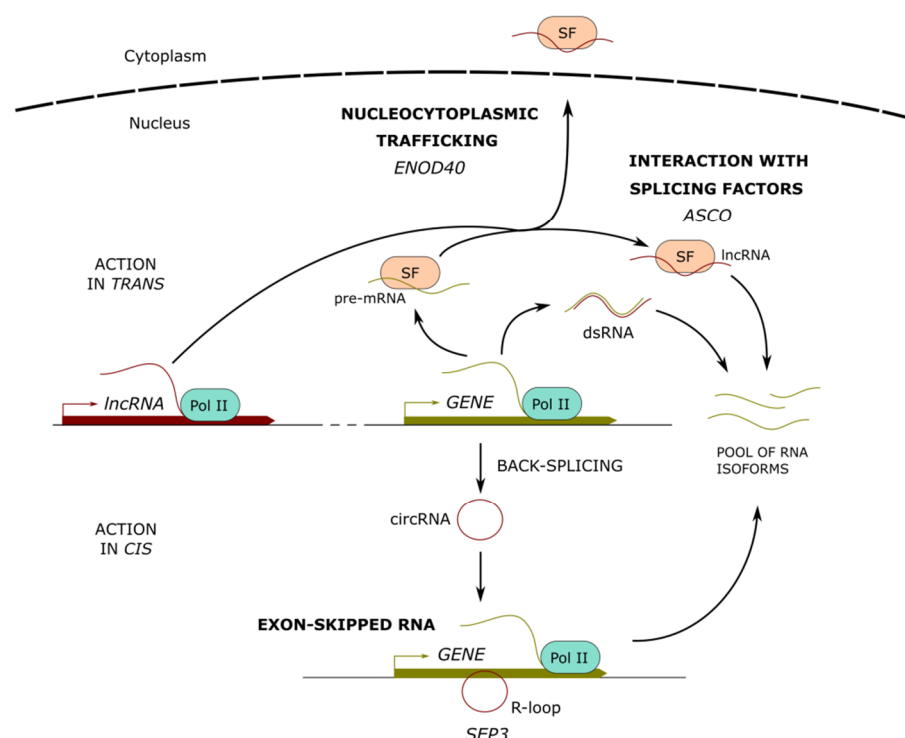 SF
Cytoplasm
Nucleus
NUCLEOCYTOPLASMIC
TRAFFICKING
ENOD40
INTERACTION WITH
SPLICING FACTORS
ASCO
ACTION
IN TRANS
SF
pre-mRNA
SF
lncRNA
dsRNA
lncRNA
Pol II
GENE
Pol II
POOL OF RNA
ISOFORMS
BACK-SPLICING
circRNA
ACTION
IN CIS
EXON-SKIPPED RNA
GENE
Pol II
R-loop
SEP3